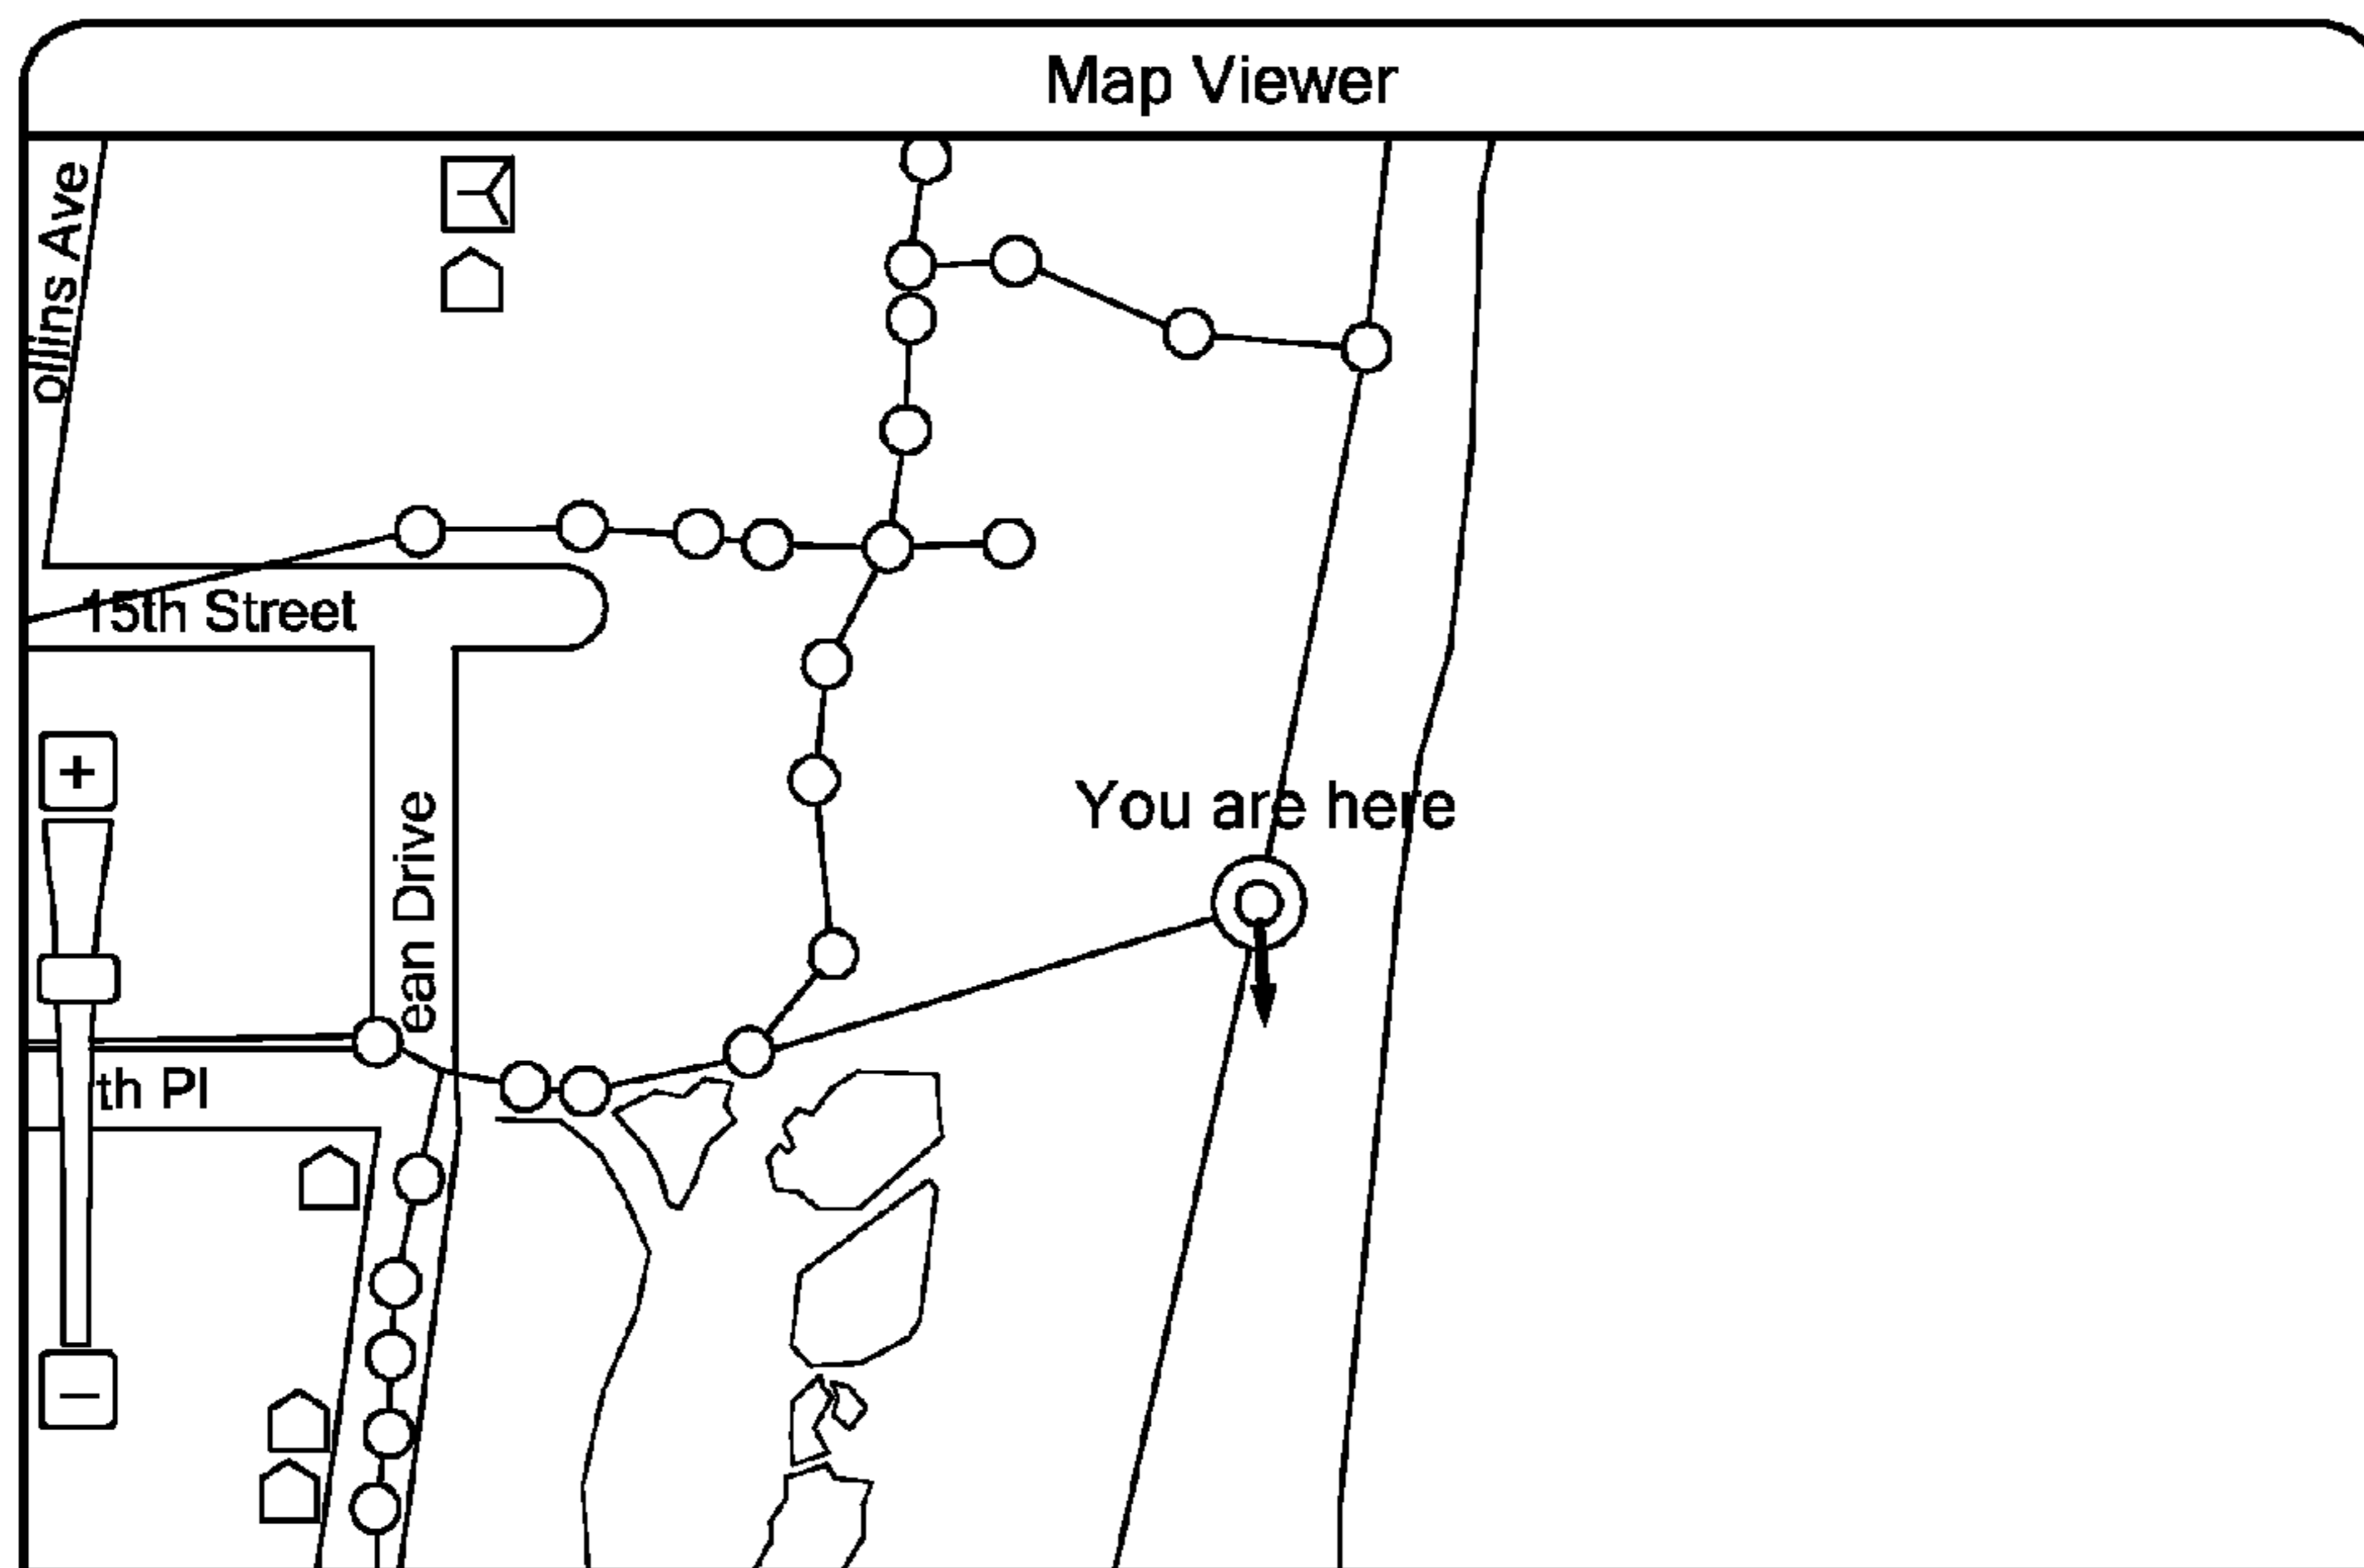 Map Viewer
ollins Ave
15th Street
+
You are here
ean Drive
th Pl
−